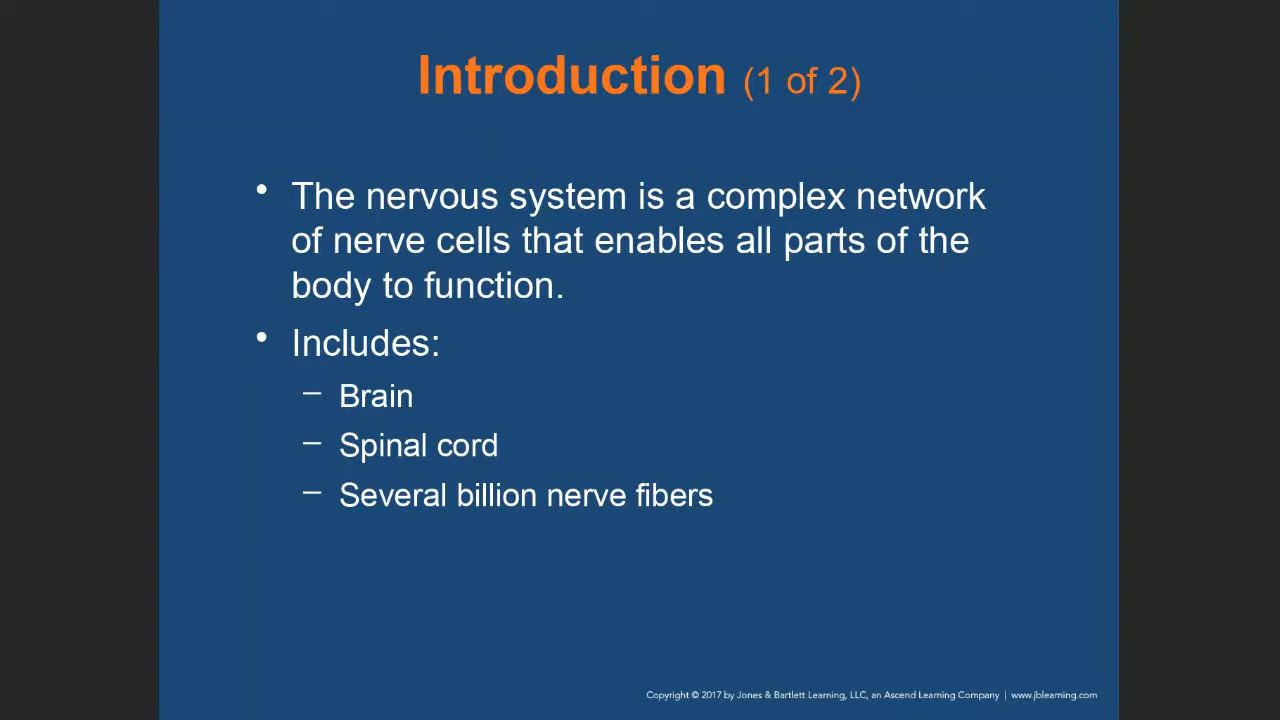 Introduction (1 of 2)
• The nervous system is a complex network
of nerve cells that enables all parts of the
body to function.
• Includes:
– Brain
– Spinal cord
– Several billion nerve fibers
Copyright © 2017 by Jones & Bartlett Learning, LLC, an Ascend Learning Company | www.jblearning.com